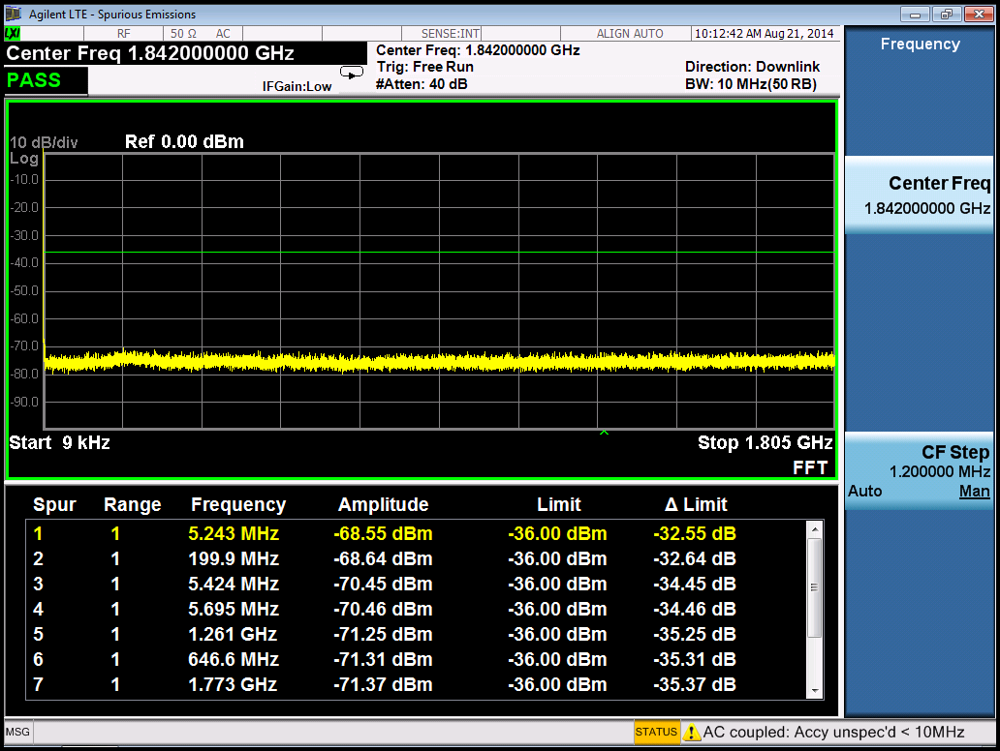 Agilent LTE - Spurious Emissions
LXI RF 50 Ω AC SENSE:INT ALIGN AUTO 10:12:42 AM Aug 21, 2014
Center Freq 1.842000000 GHz
PASS
IFGain:Low
Center Freq: 1.842000000 GHz
Trig: Free Run
#Atten: 40 dB
Direction: Downlink
BW: 10 MHz(50 RB)
Frequency
Center Freq
1.842000000 GHz
CF Step
1.200000 MHz
Auto Man
10 dB/div Ref 0.00 dBm
Log
-10.0
-20.0
-30.0
-40.0
-50.0
-60.0
-70.0
-80.0
-90.0
Start 9 kHz Stop 1.805 GHz
FFT
Spur Range Frequency Amplitude Limit Δ Limit
1 1 5.243 MHz -68.55 dBm -36.00 dBm -32.55 dB
2 1 199.9 MHz -68.64 dBm -36.00 dBm -32.64 dB
3 1 5.424 MHz -70.45 dBm -36.00 dBm -34.45 dB
4 1 5.695 MHz -70.46 dBm -36.00 dBm -34.46 dB
5 1 1.261 GHz -71.25 dBm -36.00 dBm -35.25 dB
6 1 646.6 MHz -71.31 dBm -36.00 dBm -35.31 dB
7 1 1.773 GHz -71.37 dBm -36.00 dBm -35.37 dB
MSG STATUS AC coupled: Accy unspec'd < 10MHz